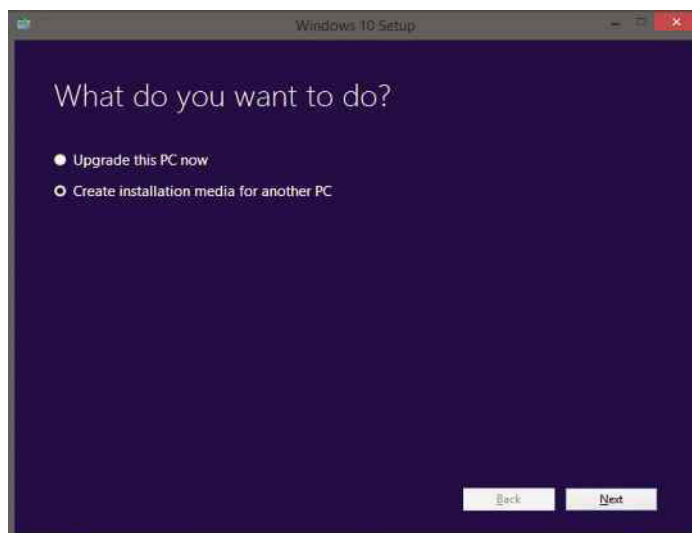 Windows 10 Setup
What do you want to do?
Upgrade this PC now
Create installation media for another PC
Back
Next